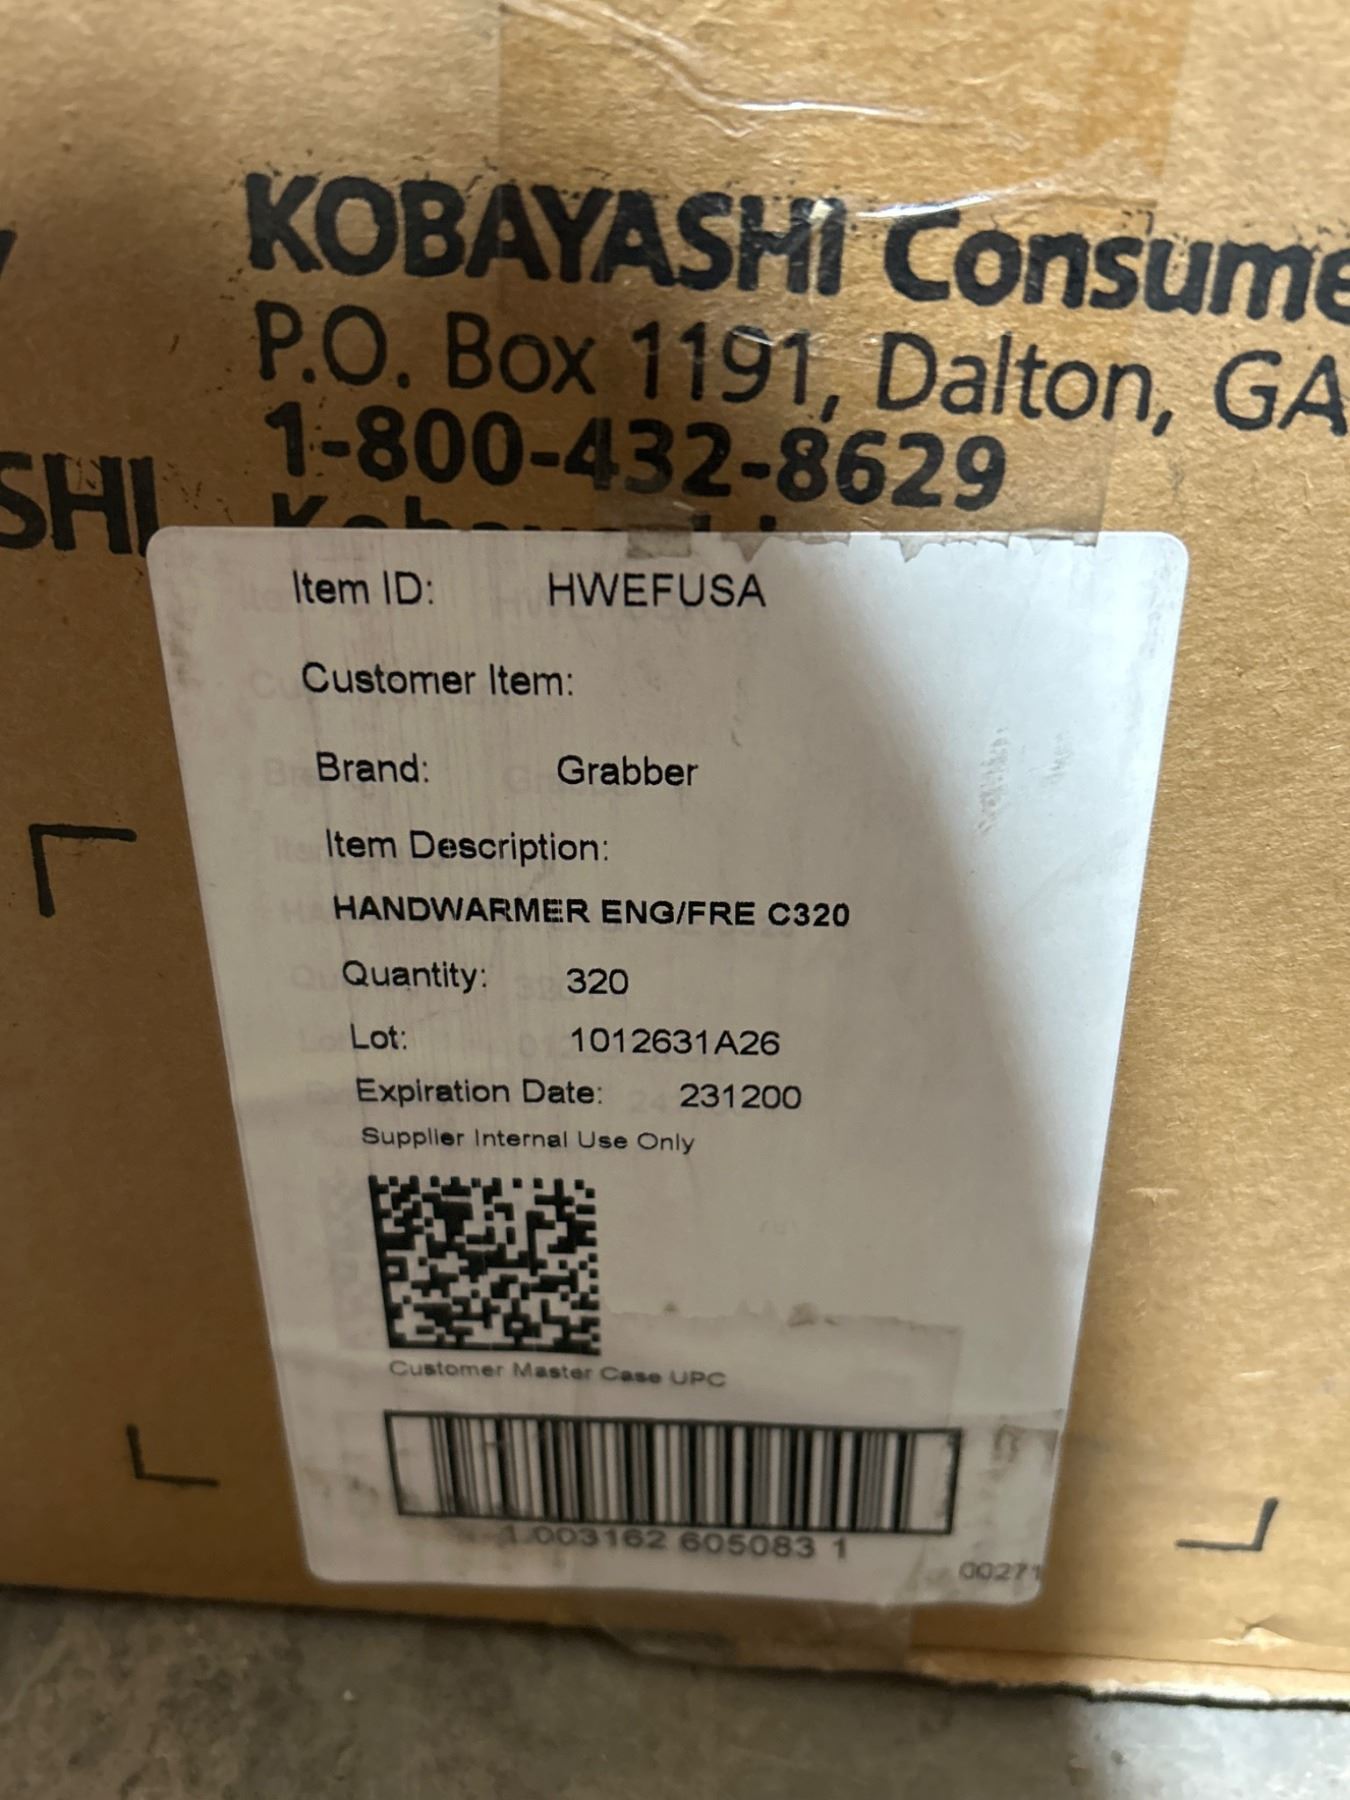 KOBAYASHI Consume
P.O. Box 1191, Dalton, GA
1-800-432-8629
SHI
Item ID: HWEFUSA
Customer Item:
Brand: Grabber
Item Description:
HANDWARMER ENG/FRE C320
Quantity: 320
Lot: 1012631A26
Expiration Date: 231200
Supplier Internal Use Only
Customer Master Case UPC
1 003162 605083 1
00271